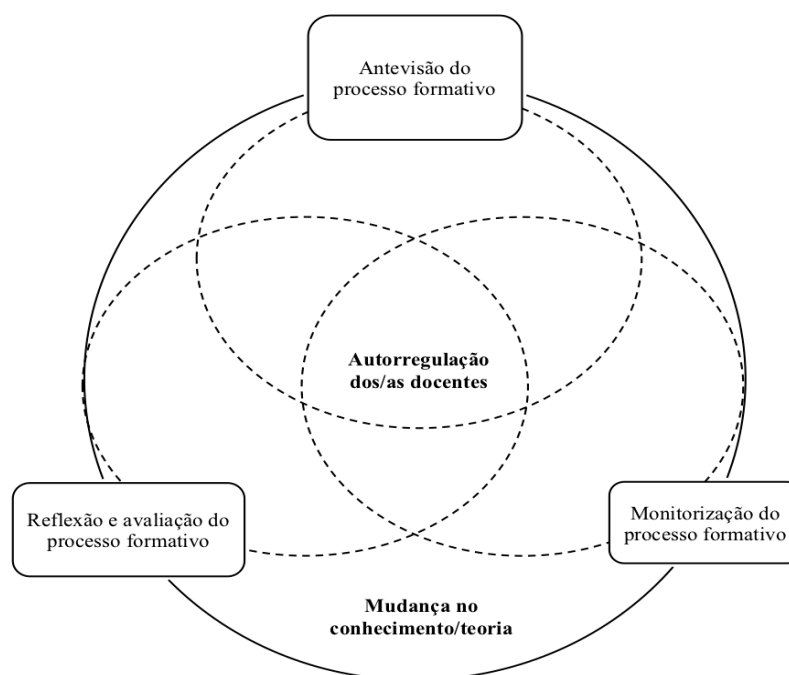 Antevisão do
processo formativo
Autorregulação
dos/as docentes
Reflexão e avaliação do
processo formativo
Monitorização do
processo formativo
Mudança no
conhecimento/teoria